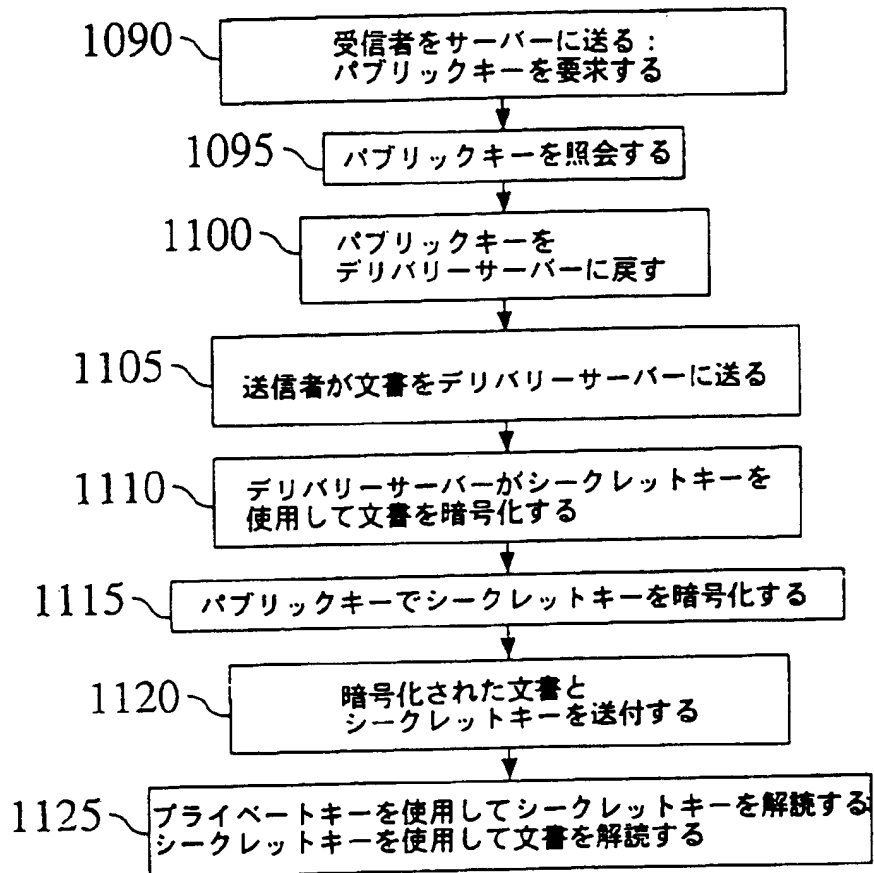 1090
受信者をサーバーに送る：
パブリックキーを要求する
1095
パブリックキーを照会する
1100
パブリックキーを
デリバリーサーバーに戻す
1105
送信者が文書をデリバリーサーバーに送る
1110
デリバリーサーバーがシークレットキーを
使用して文書を暗号化する
1115
パブリックキーでシークレットキーを暗号化する
1120
暗号化された文書と
シークレットキーを送付する
1125
プライベートキーを使用してシークレットキーを解読する
シークレットキーを使用して文書を解読する